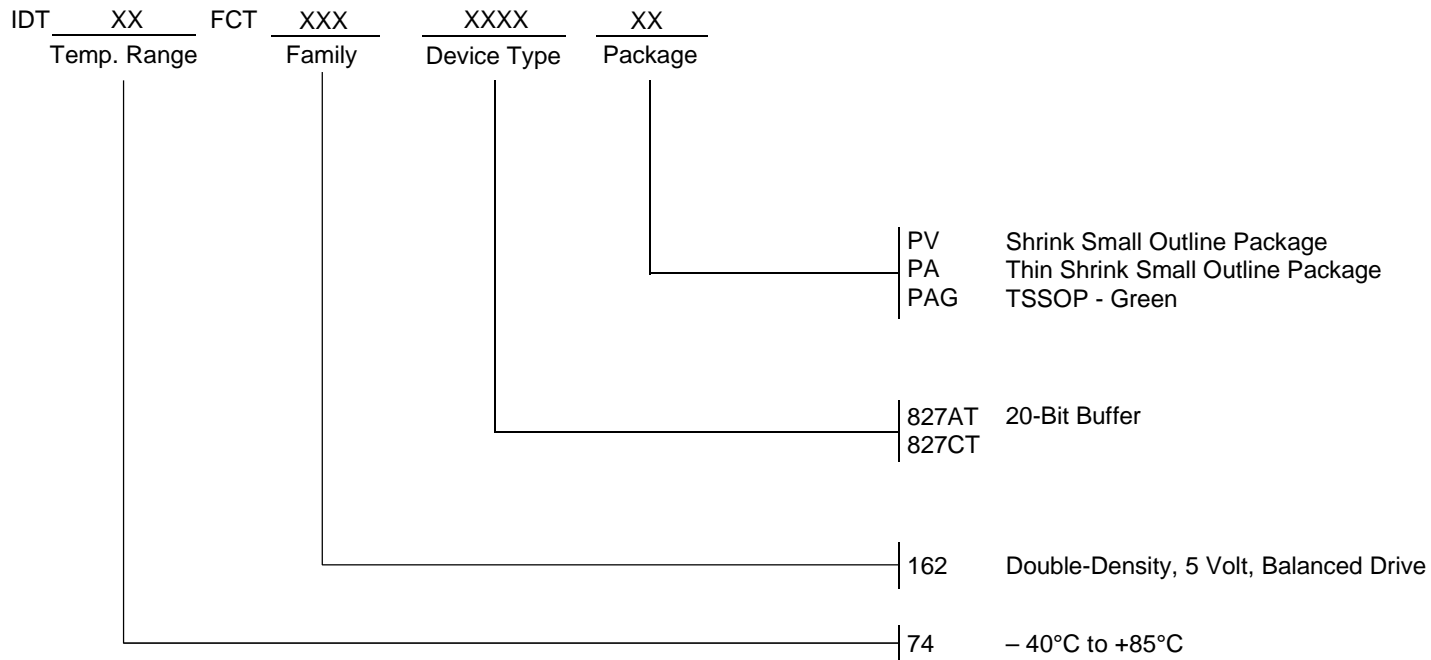 IDT XX FCT XXX XXXX XX
Temp. Range Family Device Type Package
PV Shrink Small Outline Package
PA Thin Shrink Small Outline Package
PAG TSSOP - Green
827AT 20-Bit Buffer
827CT
162 Double-Density, 5 Volt, Balanced Drive
74 – 40°C to +85°C